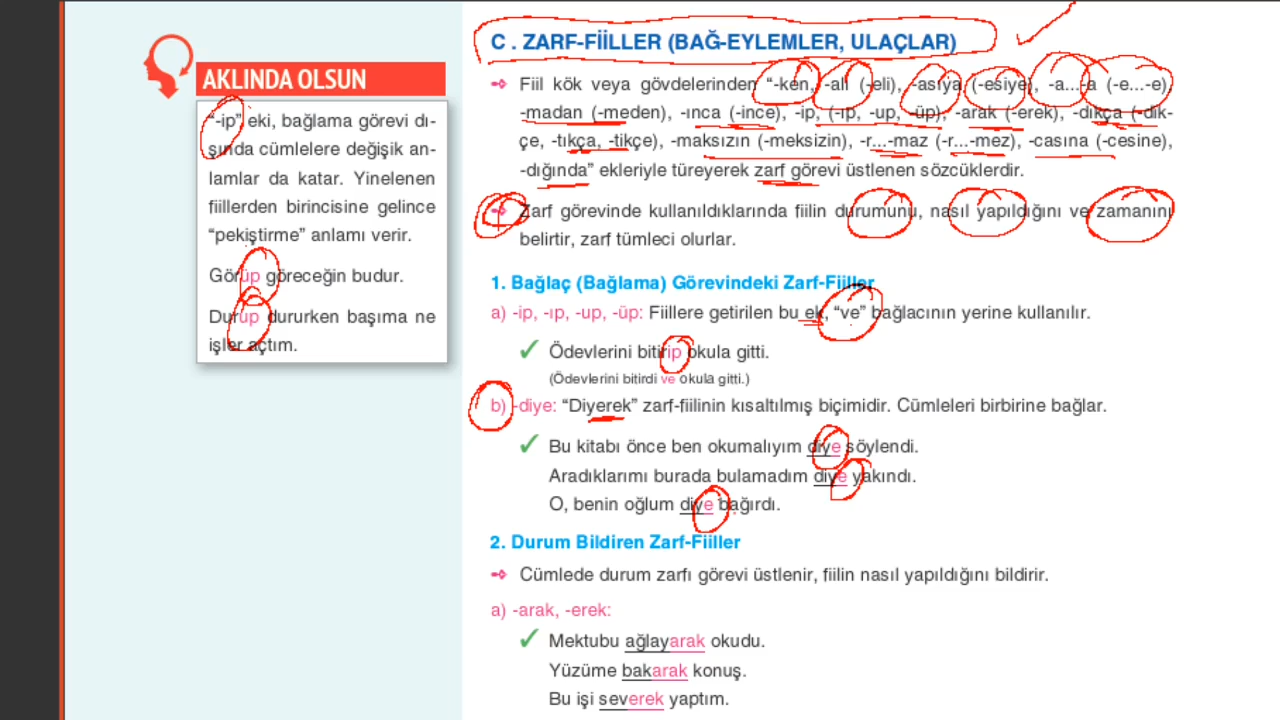 AKLINDA OLSUN
“-ip” eki, bağlama görevi dı-
şında cümlelere değişik an-
lamlar da katar. Yinelenen
fiillerden birincisine gelince
“pekiştirme” anlamı verir.
Görüp göreceğin budur.
Durup dururken başıma ne
işler açtım.
C . ZARF-FİİLLER (BAĞ-EYLEMLER, ULAÇLAR)
Fiil kök veya gövdelerinden “-ken, -alı (-eli), -asıya (-esiye), -a...-a (-e...-e),
-madan (-meden), -ınca (-ince), -ip, (-ıp, -up, -üp), -arak (-erek), -dıkça (-dik-
çe, -tıkça, -tikçe), -maksızın (-meksizin), -r...-maz (-r...-mez), -casına (-cesine),
-dığında” ekleriyle türeyerek zarf görevi üstlenen sözcüklerdir.
Zarf görevinde kullanıldıklarında fiilin durumunu, nasıl yapıldığını ve zamanını
belirtir, zarf tümleci olurlar.
1. Bağlaç (Bağlama) Görevindeki Zarf-Fiiller
a) -ip, -ıp, -up, -üp: Fiillere getirilen bu ek, “ve” bağlacının yerine kullanılır.
✓ Ödevlerini bitirip okula gitti.
(Ödevlerini bitirdi ve okula gitti.)
b) -diye: “Diyerek” zarf-fiilinin kısaltılmış biçimidir. Cümleleri birbirine bağlar.
✓ Bu kitabı önce ben okumalıyım diye söylendi.
Aradıklarımı burada bulamadım diye yakındı.
O, benin oğlum diye bağırdı.
2. Durum Bildiren Zarf-Fiiller
Cümlede durum zarfı görevi üstlenir, fiilin nasıl yapıldığını bildirir.
a) -arak, -erek:
✓ Mektubu ağlayarak okudu.
Yüzüme bakarak konuş.
Bu işi severek yaptım.